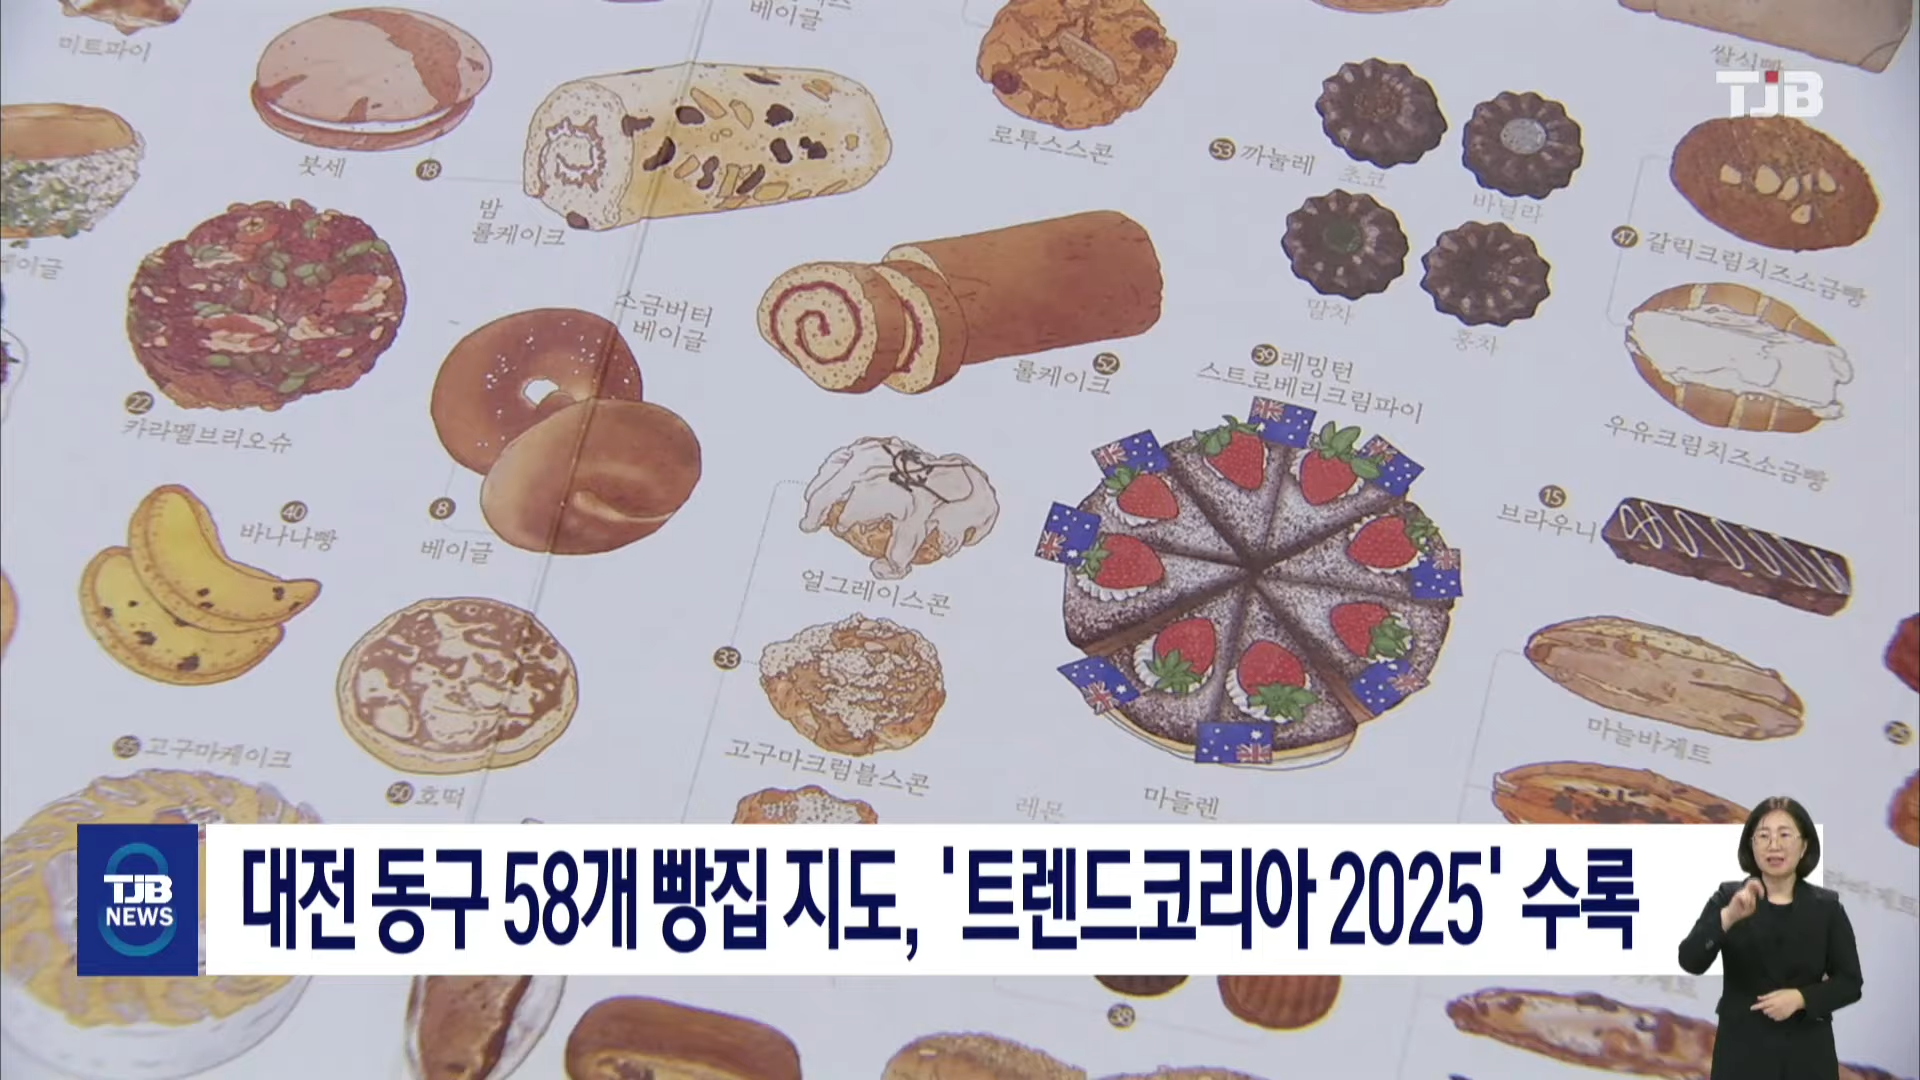 미트파이
베이글
쌀식빵
TJB
붓세
18
밤
롤케이크
로투스스콘
53 까눌레
초코
바닐라
말차
홍차
47 갈릭크림치즈소금빵
우유크림치즈소금빵
베이글
소금버터
베이글
22
카라멜브리오슈
52
롤케이크
39 레밍턴
스트로베리크림파이
40
바나나빵
8
베이글
얼그레이스콘
15
브라우니
33
고구마크럼블스콘
마늘바게트
55 고구마케이크
50 호떡
레몬
마들렌
38
TJB
NEWS
대전 동구 58개 빵집 지도, '트렌드코리아 2025' 수록